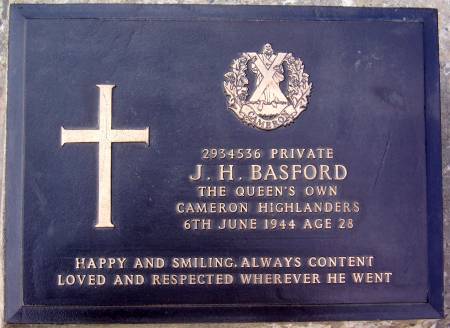 CAMERON
2934536 PRIVATE
J. H. BASFORD
THE QUEEN'S OWN
CAMERON HIGHLANDERS
6TH JUNE 1944 AGE 28
HAPPY AND SMILING, ALWAYS CONTENT
LOVED AND RESPECTED WHEREVER HE WENT